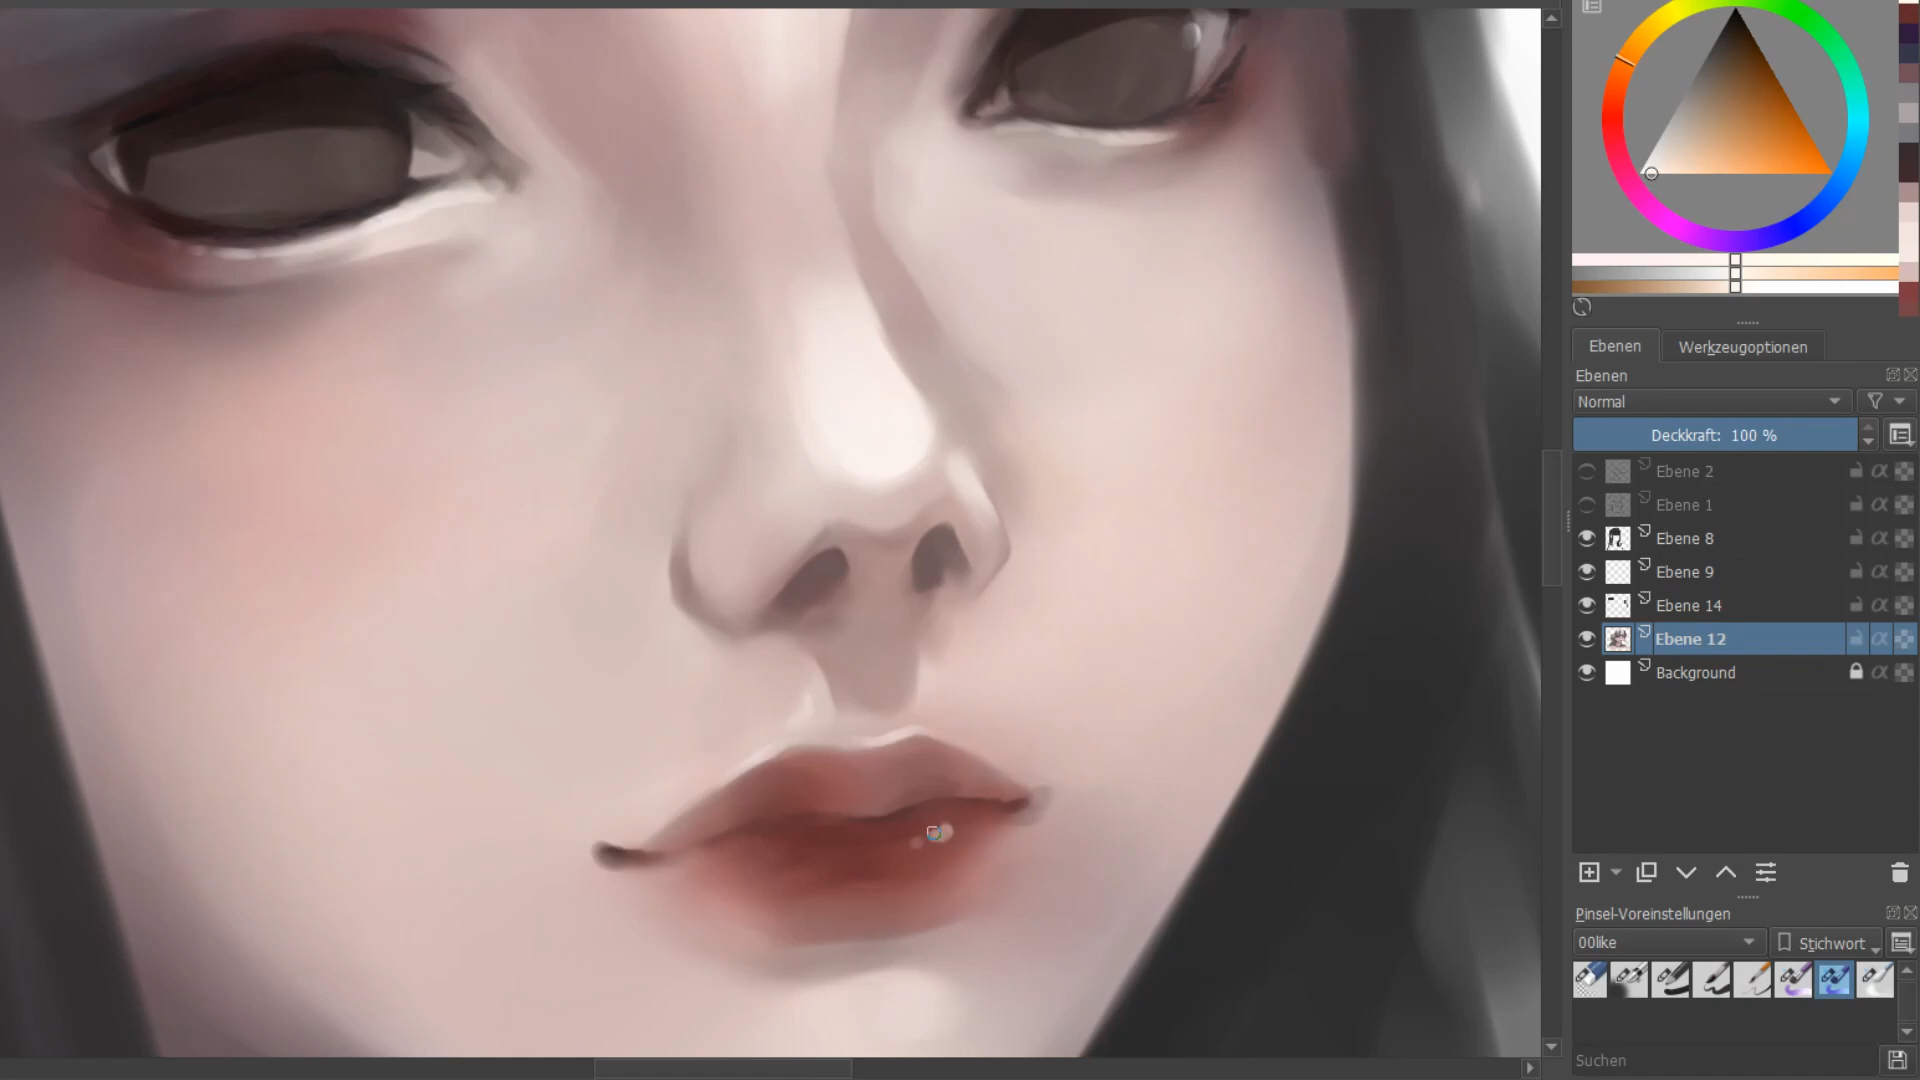 Ebenen
Werkzeugoptionen
Ebenen
Normal
Deckkraft: 100 %
Ebene 2
Ebene 1
Ebene 8
Ebene 9
Ebene 14
Ebene 12
Background
Pinsel-Voreinstellungen
00like
Stichwort
Suchen